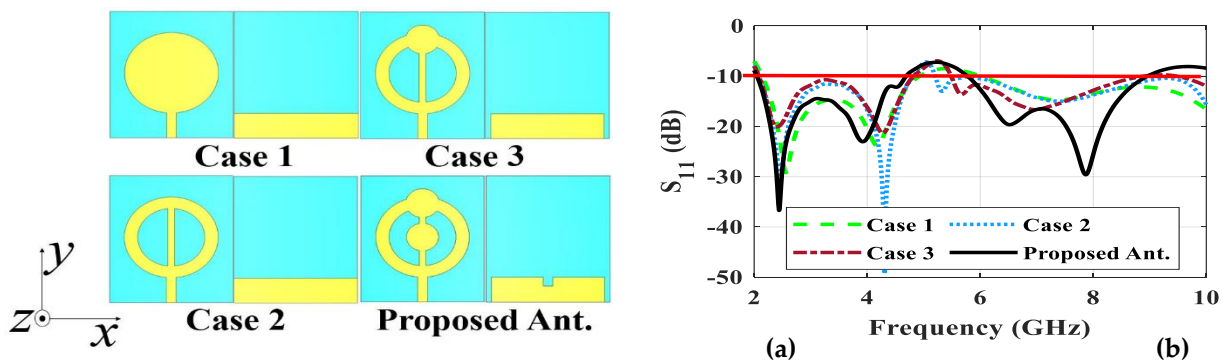 Case 1
Case 3
Case 2
Proposed Ant.
y
z
x
S11 (dB)
0
-10
-20
-30
-40
-50
Case 1
Case 2
Case 3
Proposed Ant.
2
4
6
8
10
Frequency (GHz)
(a)
(b)